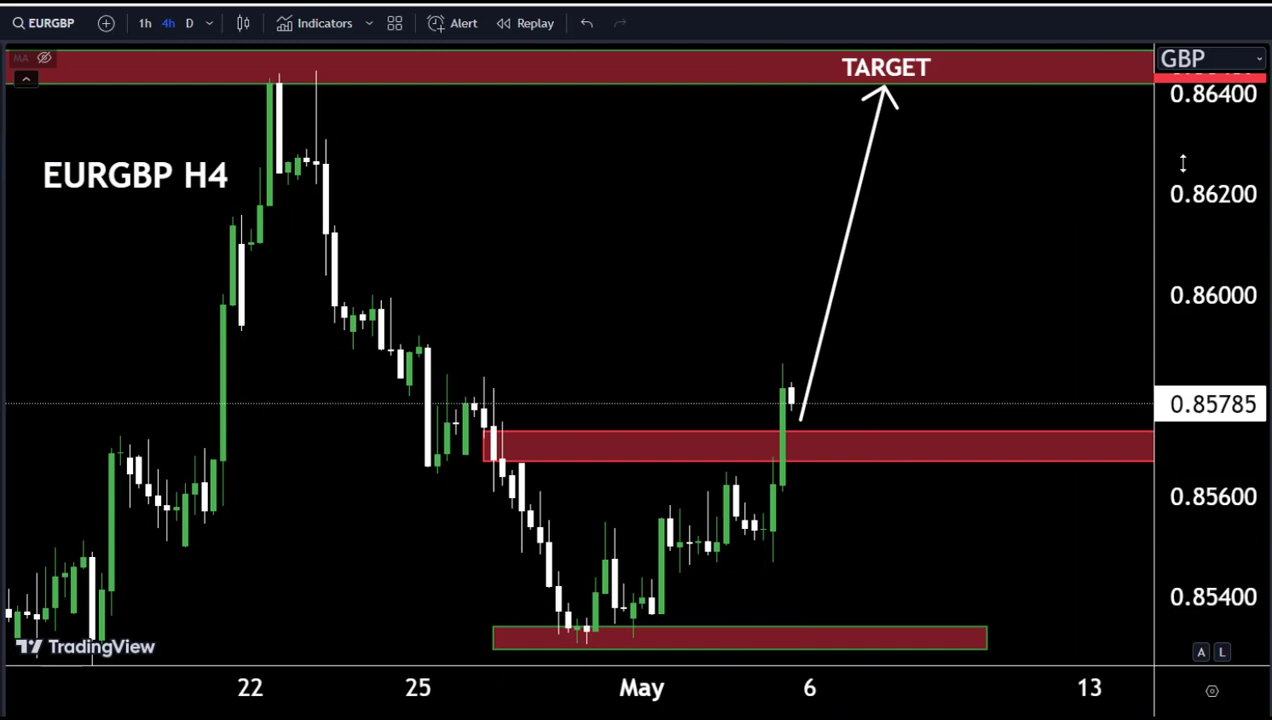 EURGBP 1h 4h D Indicators Alert Replay
MA
TARGET
GBP
0.86400
EURGBP H4
0.86200
0.86000
0.85785
0.85600
0.85400
TradingView
A L
22 25 May 6 13